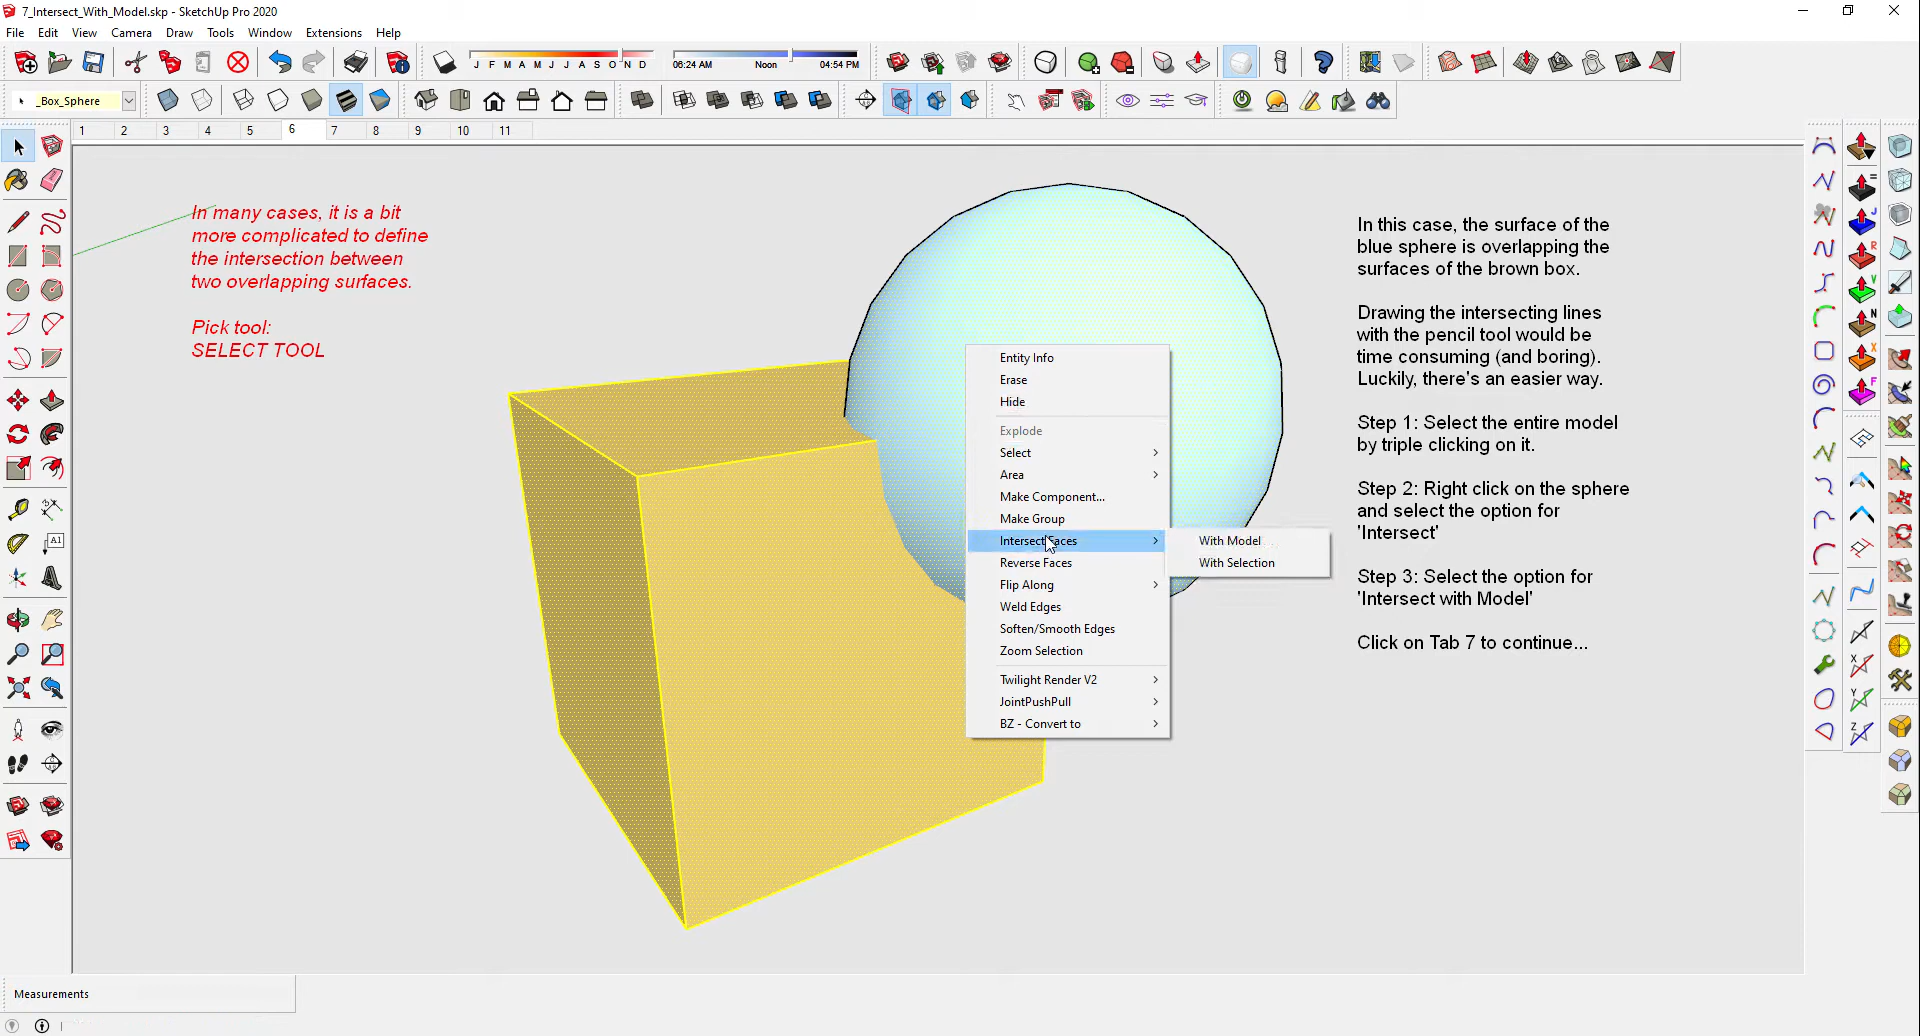 7_Intersect_With_Model.skp - SketchUp Pro 2020
File Edit View Camera Draw Tools Window Extensions Help
J F M A M J J A S O N D
06:24 AM Noon 04:54 PM
_Box_Sphere
1 2 3 4 5 6 7 8 9 10 11
In many cases, it is a bit
more complicated to define
the intersection between
two overlapping surfaces.
Pick tool:
SELECT TOOL
Entity Info
Erase
Hide
Explode
Select
Area
Make Component...
Make Group
Intersect Faces
Reverse Faces
Flip Along
Weld Edges
Soften/Smooth Edges
Zoom Selection
Twilight Render V2
JointPushPull
BZ - Convert to
With Model
With Selection
In this case, the surface of the
blue sphere is overlapping the
surfaces of the brown box.
Drawing the intersecting lines
with the pencil tool would be
time consuming (and boring).
Luckily, there's an easier way.
Step 1: Select the entire model
by triple clicking on it.
Step 2: Right click on the sphere
and select the option for
'Intersect'
Step 3: Select the option for
'Intersect with Model'
Click on Tab 7 to continue...
A1
=
J
R
V
N
X
F
X
Y
Z
Measurements